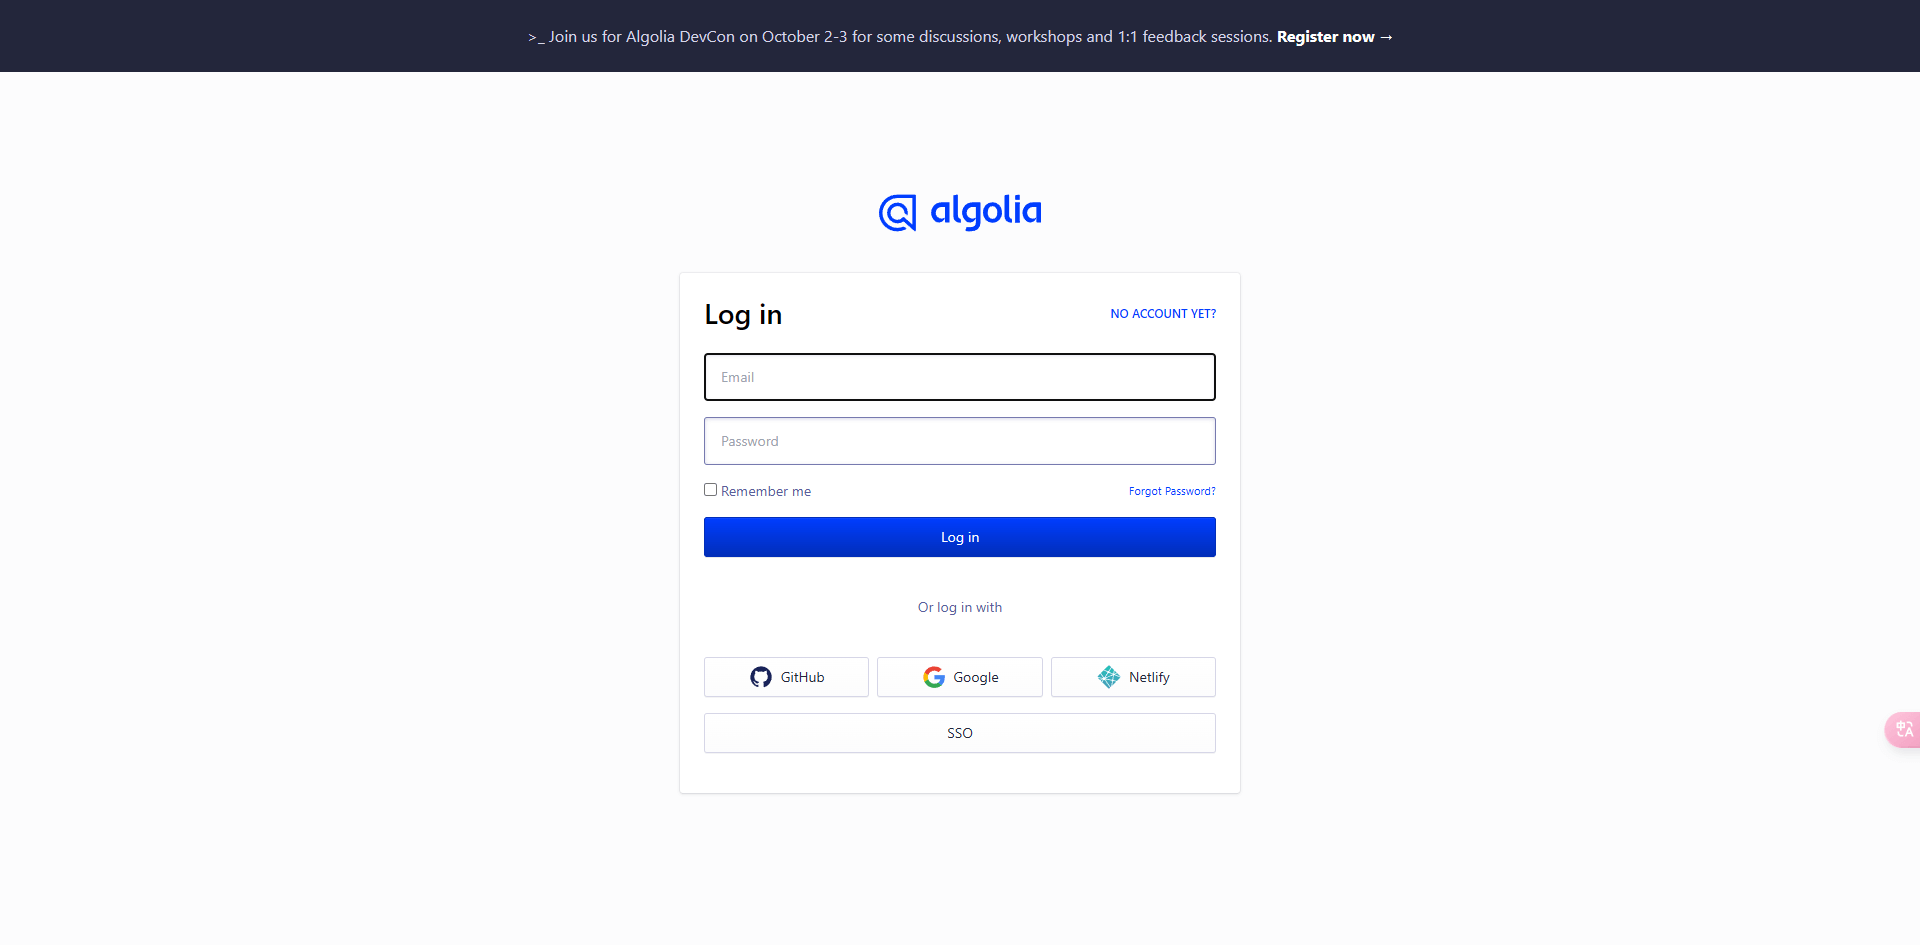 >_ Join us for Algolia DevCon on October 2-3 for some discussions, workshops and 1:1 feedback sessions. Register now →
algolia
Log in
NO ACCOUNT YET?
Email
Password
Remember me
Forgot Password?
Log in
Or log in with
GitHub
Google
Netlify
SSO